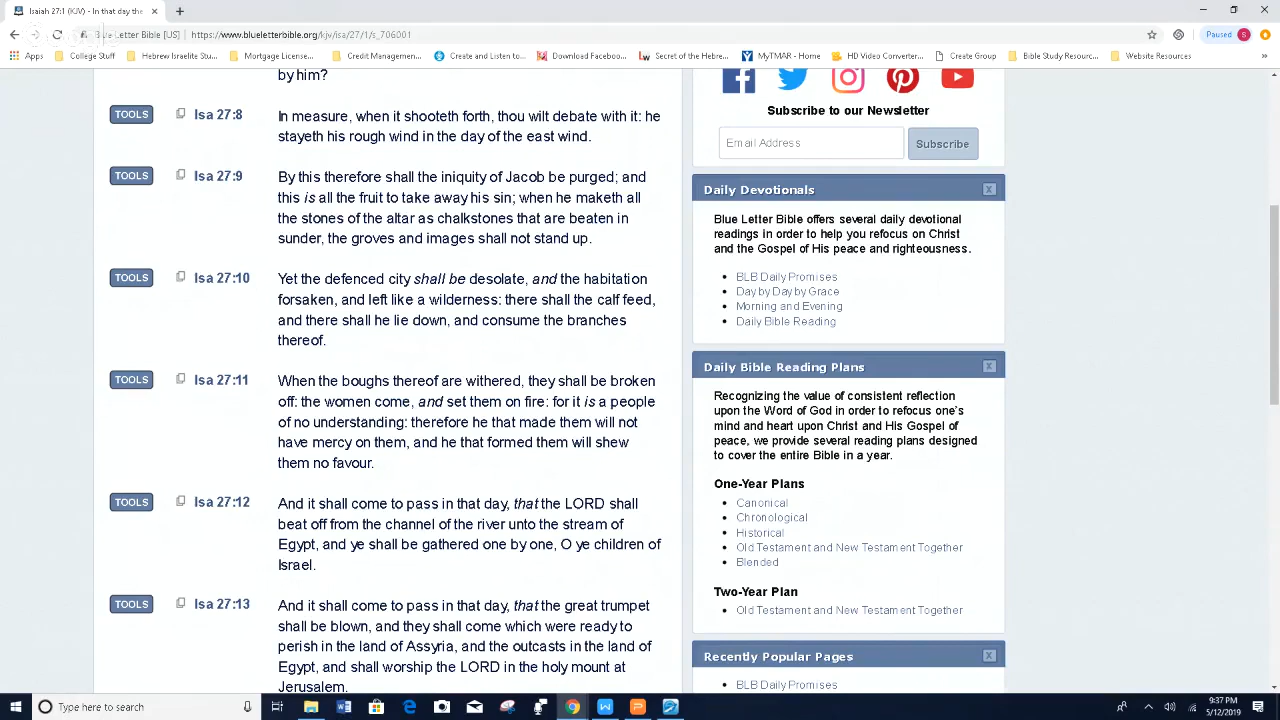 Isaiah 27:1 (KJV) - In that day the
Blue Letter Bible [US] https://www.blueletterbible.org/kjv/isa/27/1/s_706001
Paused
S
Apps College Stuff Hebrew Israelite Stu... Mortgage License... Credit Managemen... Create and Listen to... Download Faceboo... Secret of the Hebre... MyTMAR - Home HD Video Converter... Create Group Bible Study Resourc... Website Resources »
by him?
TOOLS Isa 27:8 In measure, when it shooteth forth, thou wilt debate with it: he
stayeth his rough wind in the day of the east wind.
TOOLS Isa 27:9 By this therefore shall the iniquity of Jacob be purged; and
this is all the fruit to take away his sin; when he maketh all
the stones of the altar as chalkstones that are beaten in
sunder, the groves and images shall not stand up.
TOOLS Isa 27:10 Yet the defenced city shall be desolate, and the habitation
forsaken, and left like a wilderness: there shall the calf feed,
and there shall he lie down, and consume the branches
thereof.
TOOLS Isa 27:11 When the boughs thereof are withered, they shall be broken
off: the women come, and set them on fire: for it is a people
of no understanding: therefore he that made them will not
have mercy on them, and he that formed them will shew
them no favour.
TOOLS Isa 27:12 And it shall come to pass in that day, that the LORD shall
beat off from the channel of the river unto the stream of
Egypt, and ye shall be gathered one by one, O ye children of
Israel.
TOOLS Isa 27:13 And it shall come to pass in that day, that the great trumpet
shall be blown, and they shall come which were ready to
perish in the land of Assyria, and the outcasts in the land of
Egypt, and shall worship the LORD in the holy mount at
Jerusalem.
Subscribe to our Newsletter
Email Address Subscribe
Daily Devotionals X
Blue Letter Bible offers several daily devotional
readings in order to help you refocus on Christ
and the Gospel of His peace and righteousness.
BLB Daily Promises
Day by Day by Grace
Morning and Evening
Daily Bible Reading
Daily Bible Reading Plans X
Recognizing the value of consistent reflection
upon the Word of God in order to refocus one's
mind and heart upon Christ and His Gospel of
peace, we provide several reading plans designed
to cover the entire Bible in a year.
One-Year Plans
Canonical
Chronological
Historical
Old Testament and New Testament Together
Blended
Two-Year Plan
Old Testament and New Testament Together
Recently Popular Pages X
BLB Daily Promises
Type here to search
9:37 PM
5/12/2019